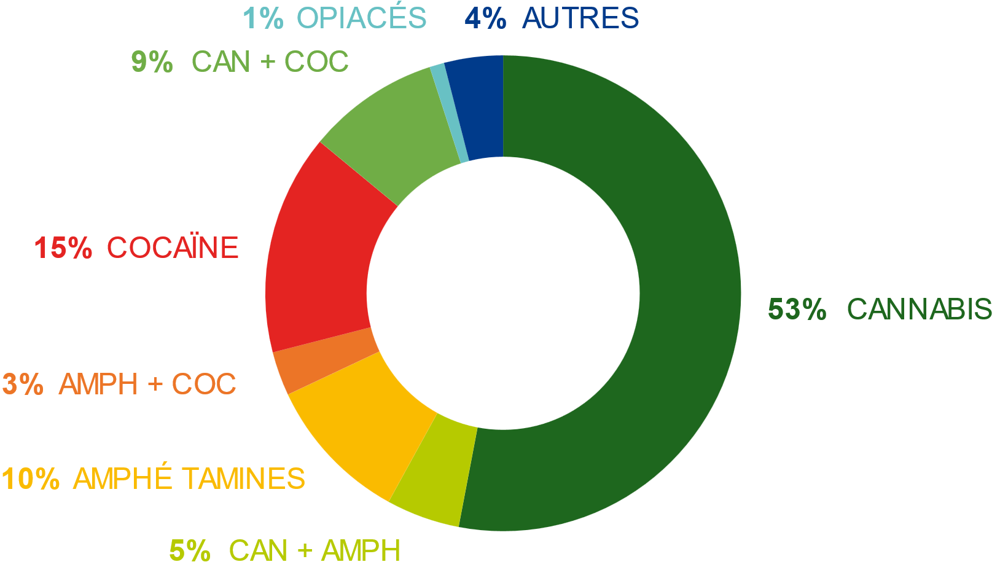 1% OPIACÉS
4% AUTRES
9% CAN + COC
15% COCAÏNE
53% CANNABIS
3% AMPH + COC
10% AMPHÉ TAMINES
5% CAN + AMPH